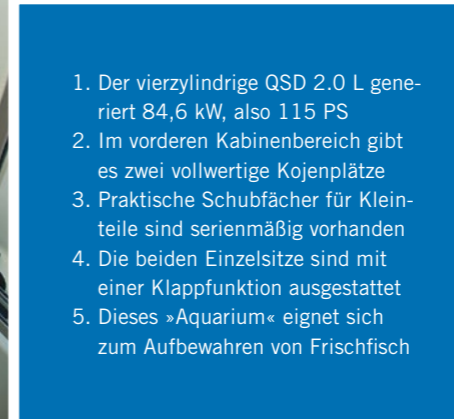 1. Der vierzylindrige QSD 2.0 L gene-
riert 84,6 kW, also 115 PS
2. Im vorderen Kabinenbereich gibt
es zwei vollwertige Kojenplätze
3. Praktische Schubfächer für Klein-
teile sind serienmäßig vorhanden
4. Die beiden Einzelsitze sind mit
einer Klappfunktion ausgestattet
5. Dieses »Aquarium« eignet sich
zum Aufbewahren von Frischfisch